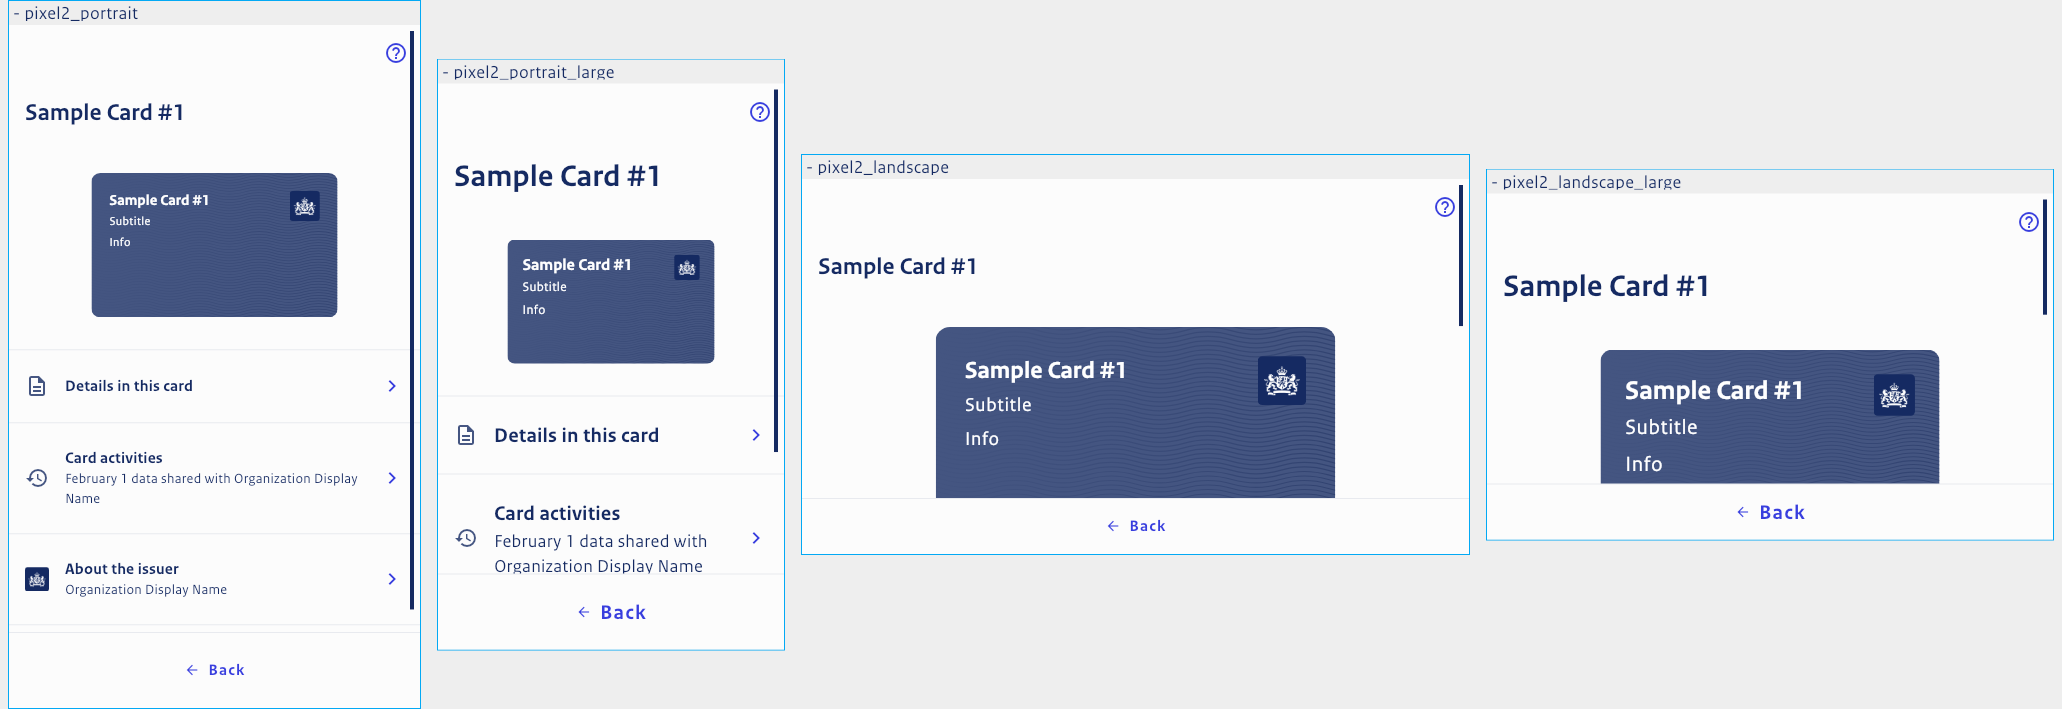 - pixel2_portrait
Sample Card #1
Sample Card #1
Subtitle
Info
Details in this card
Card activities
February 1 data shared with Organization Display
Name
About the issuer
Organization Display Name
← Back
- pixel2_portrait_large
Sample Card #1
Sample Card #1
Subtitle
Info
Details in this card
Card activities
February 1 data shared with
Organization Display Name
← Back
- pixel2_landscape
Sample Card #1
Sample Card #1
Subtitle
Info
← Back
- pixel2_landscape_large
Sample Card #1
Sample Card #1
Subtitle
Info
← Back